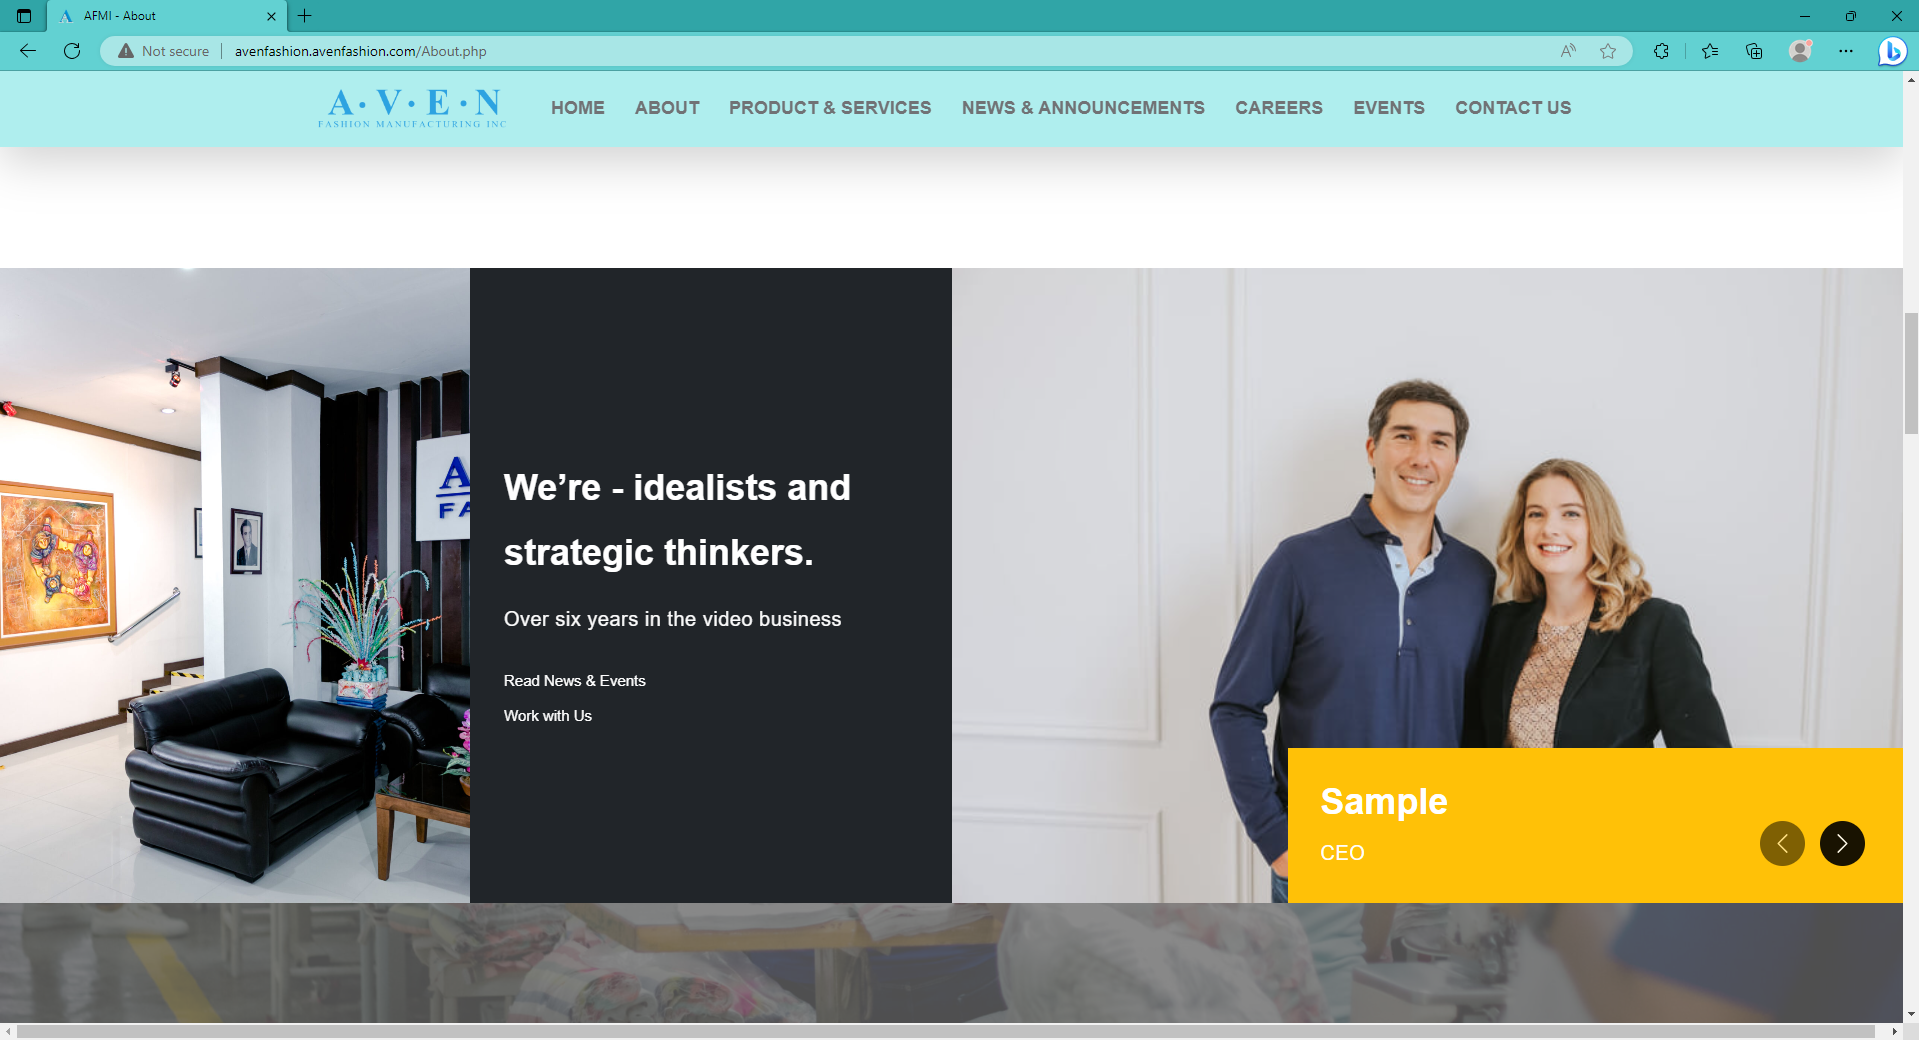 AFMI - About
Not secure
avenfashion.avenfashion.com/About.php
A·V·E·N
FASHION MANUFACTURING INC
HOME
ABOUT
PRODUCT & SERVICES
NEWS & ANNOUNCEMENTS
CAREERS
EVENTS
CONTACT US
A
FA
We’re - idealists and
strategic thinkers.
Over six years in the video business
Read News & Events
Work with Us
Sample
CEO